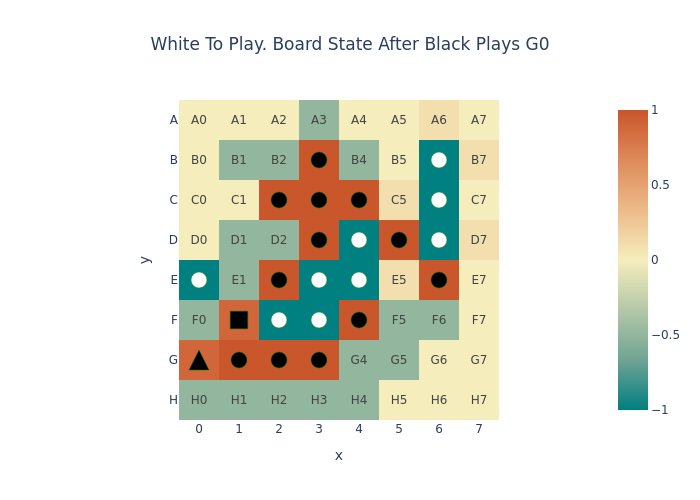 White To Play. Board State After Black Plays G0
A A0 A1 A2 A3 A4 A5 A6 A7
B B0 B1 B2 B4 B5 B7
C C0 C1 C5 C7
D D0 D1 D2 D7
E E1 E5 E7
F F0 F5 F6 F7
G G4 G5 G6 G7
H H0 H1 H2 H3 H4 H5 H6 H7
0 1 2 3 4 5 6 7
x
y
1
0.5
0
−0.5
−1